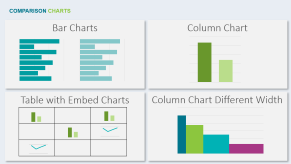 COMPARISON CHARTS
Bar Charts
Column Chart
Table with Embed Charts
Column Chart Different Width